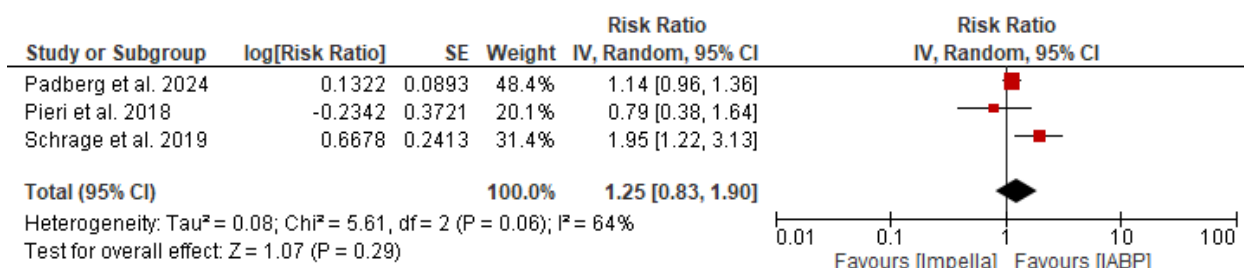 Risk Ratio Risk Ratio
Study or Subgroup log[Risk Ratio] SE Weight IV, Random, 95% CI IV, Random, 95% CI
Padberg et al. 2024 0.1322 0.0893 48.4% 1.14 [0.96, 1.36]
Pieri et al. 2018 -0.2342 0.3721 20.1% 0.79 [0.38, 1.64]
Schrage et al. 2019 0.6678 0.2413 31.4% 1.95 [1.22, 3.13]
Total (95% CI) 100.0% 1.25 [0.83, 1.90]
Heterogeneity: Tau² = 0.08; Chi² = 5.61, df = 2 (P = 0.06); I² = 64%
Test for overall effect: Z = 1.07 (P = 0.29)
0.01 0.1 1 10 100
Favours [Impella] Favours [IABP]